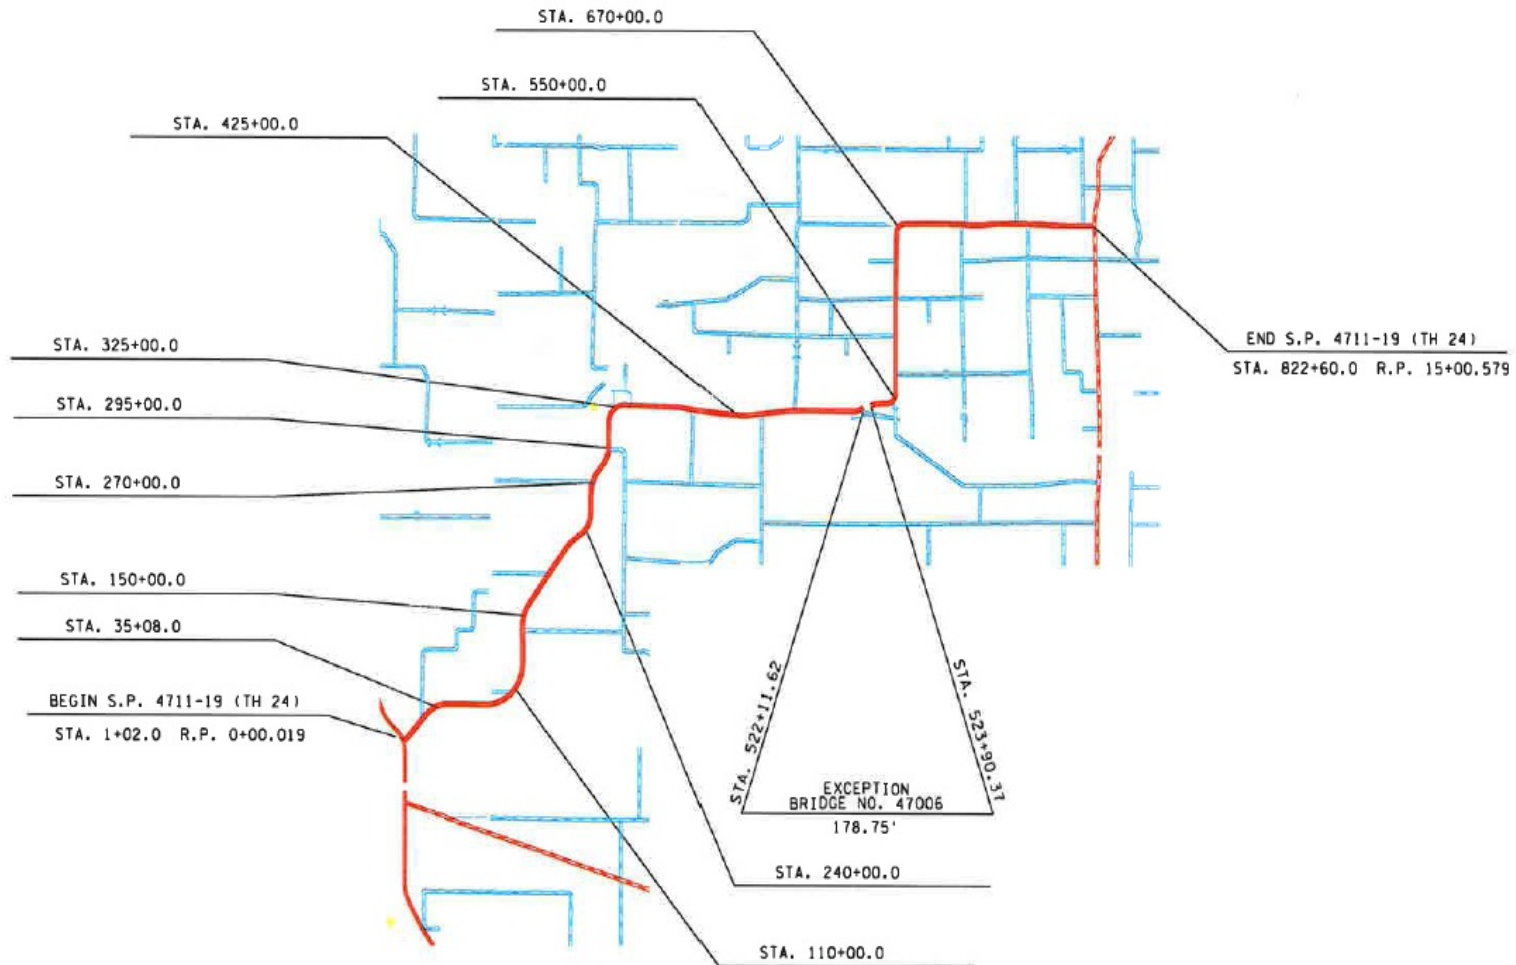 STA. 670+00.0
STA. 550+00.0
STA. 425+00.0
STA. 325+00.0
STA. 295+00.0
STA. 270+00.0
STA. 150+00.0
STA. 35+08.0
BEGIN S.P. 4711-19 (TH 24)
STA. 1+02.0 R.P. 0+00.019
END S.P. 4711-19 (TH 24)
STA. 822+60.0 R.P. 15+00.579
STA. 522+11.62
STA. 523+90.37
EXCEPTION
BRIDGE NO. 47006
178.75'
STA. 240+00.0
STA. 110+00.0